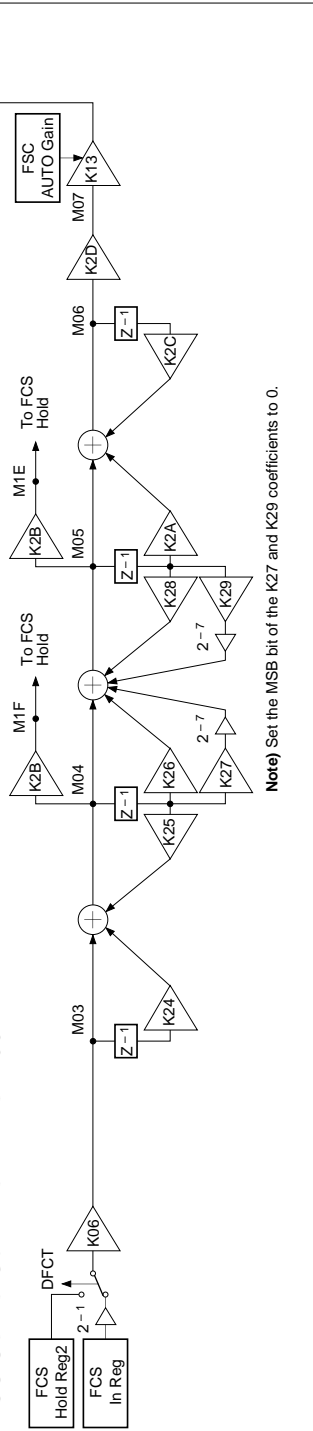 FCS
Hold Reg2
FCS
In Reg
2 – 1
DFCT
K06
M03
Z – 1
K24
K25
M04
Z – 1
K2B
M1F
To FCS
Hold
K26
K27
2 – 7
2 – 7
K28
K29
M05
Z – 1
K2B
M1E
To FCS
Hold
K2A
K2C
Z – 1
M06
K2D
M07
K13
FSC
AUTO Gain
Note) Set the MSB bit of the K27 and K29 coefficients to 0.